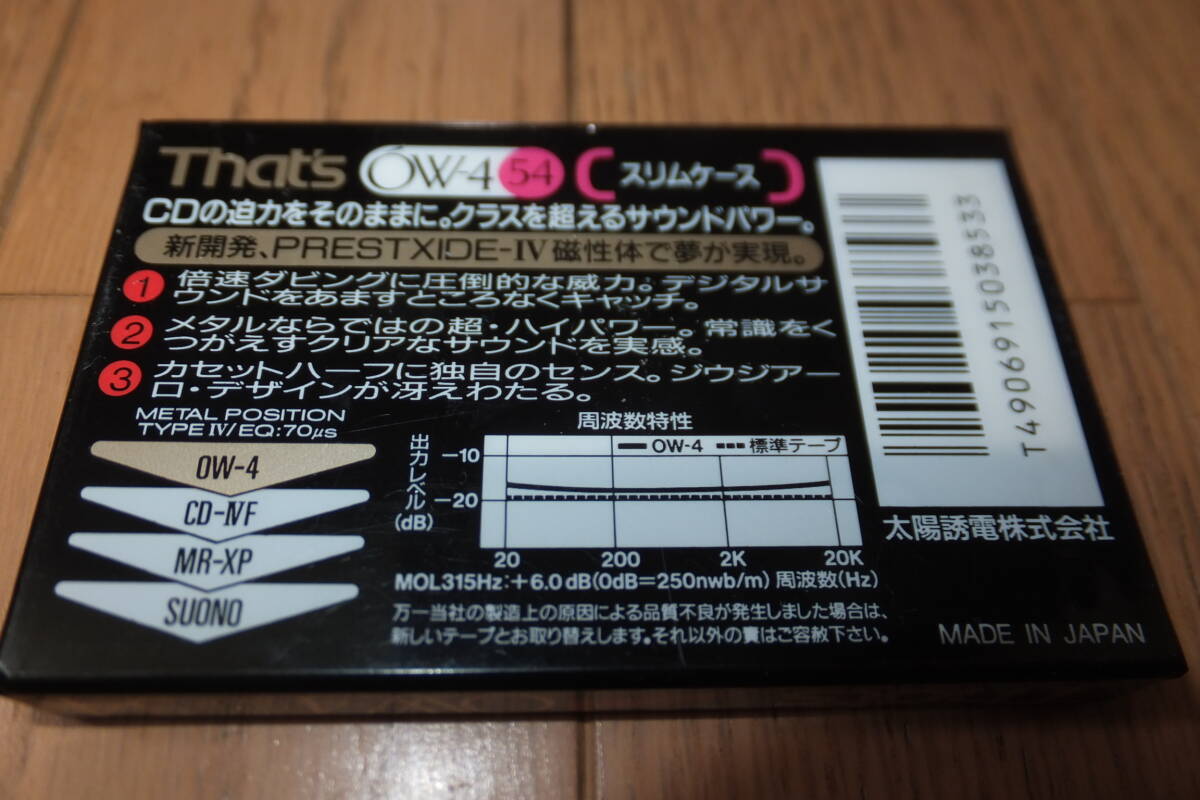 That's OW-4 54 スリムケース
CDの迫力をそのままに。クラスを超えるサウンドパワー。
新開発、PRESTXIDE-IV 磁性体で夢が実現。
1 倍速ダビングに圧倒的な威力。デジタルサ
ウンドをあますところなくキャッチ。
2 メタルならではの超・ハイパワー。常識をく
つがえすクリアなサウンドを実感。
3 カセットハーフに独自のセンス。ジウジアー
ロ・デザインが冴えわたる。
METAL POSITION
TYPE IV/EQ:70μs
OW-4
CD-IVF
MR-XP
SUONO
周波数特性
出力レベル
(dB)
OW-4 標準テープ
-10
-20
20 200 2K 20K
MOL315Hz:+6.0dB(0dB=250nwb/m) 周波数(Hz)
万一当社の製造上の原因による品質不良が発生しました場合は、
新しいテープとお取り替えします。それ以外の責はご容赦下さい。
T4906915038533
太陽誘電株式会社
MADE IN JAPAN